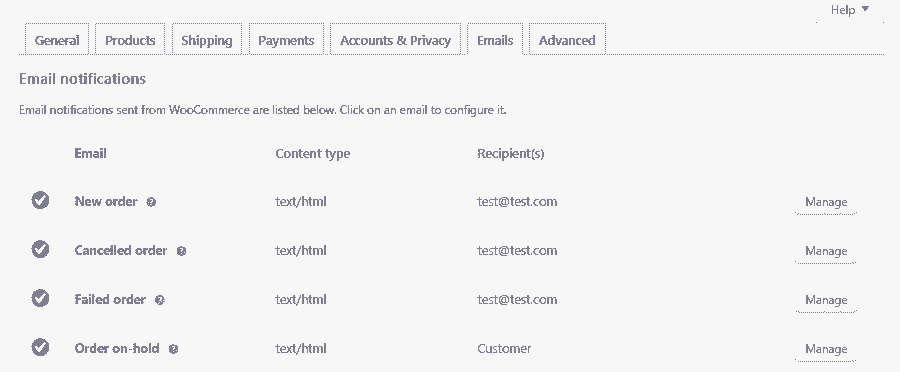 Help
General Products Shipping Payments Accounts & Privacy Emails Advanced
Email notifications
Email notifications sent from WooCommerce are listed below. Click on an email to configure it.
Email Content type Recipient(s)
New order text/html test@test.com Manage
Cancelled order text/html test@test.com Manage
Failed order text/html test@test.com Manage
Order on-hold text/html Customer Manage